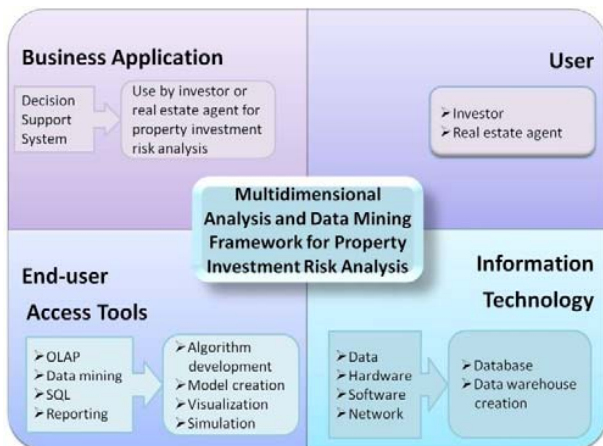 Business Application
Decision
Support
System
Use by investor or
real estate agent for
property investment
risk analysis
User
➢ Investor
➢ Real estate agent
Multidimensional
Analysis and Data Mining
Framework for Property
Investment Risk Analysis
End-user
Access Tools
➢ OLAP
➢ Data mining
➢ SQL
➢ Reporting
➢ Algorithm
development
➢ Model creation
➢ Visualization
➢ Simulation
Information
Technology
➢ Data
➢ Hardware
➢ Software
➢ Network
➢ Database
➢ Data warehouse
creation